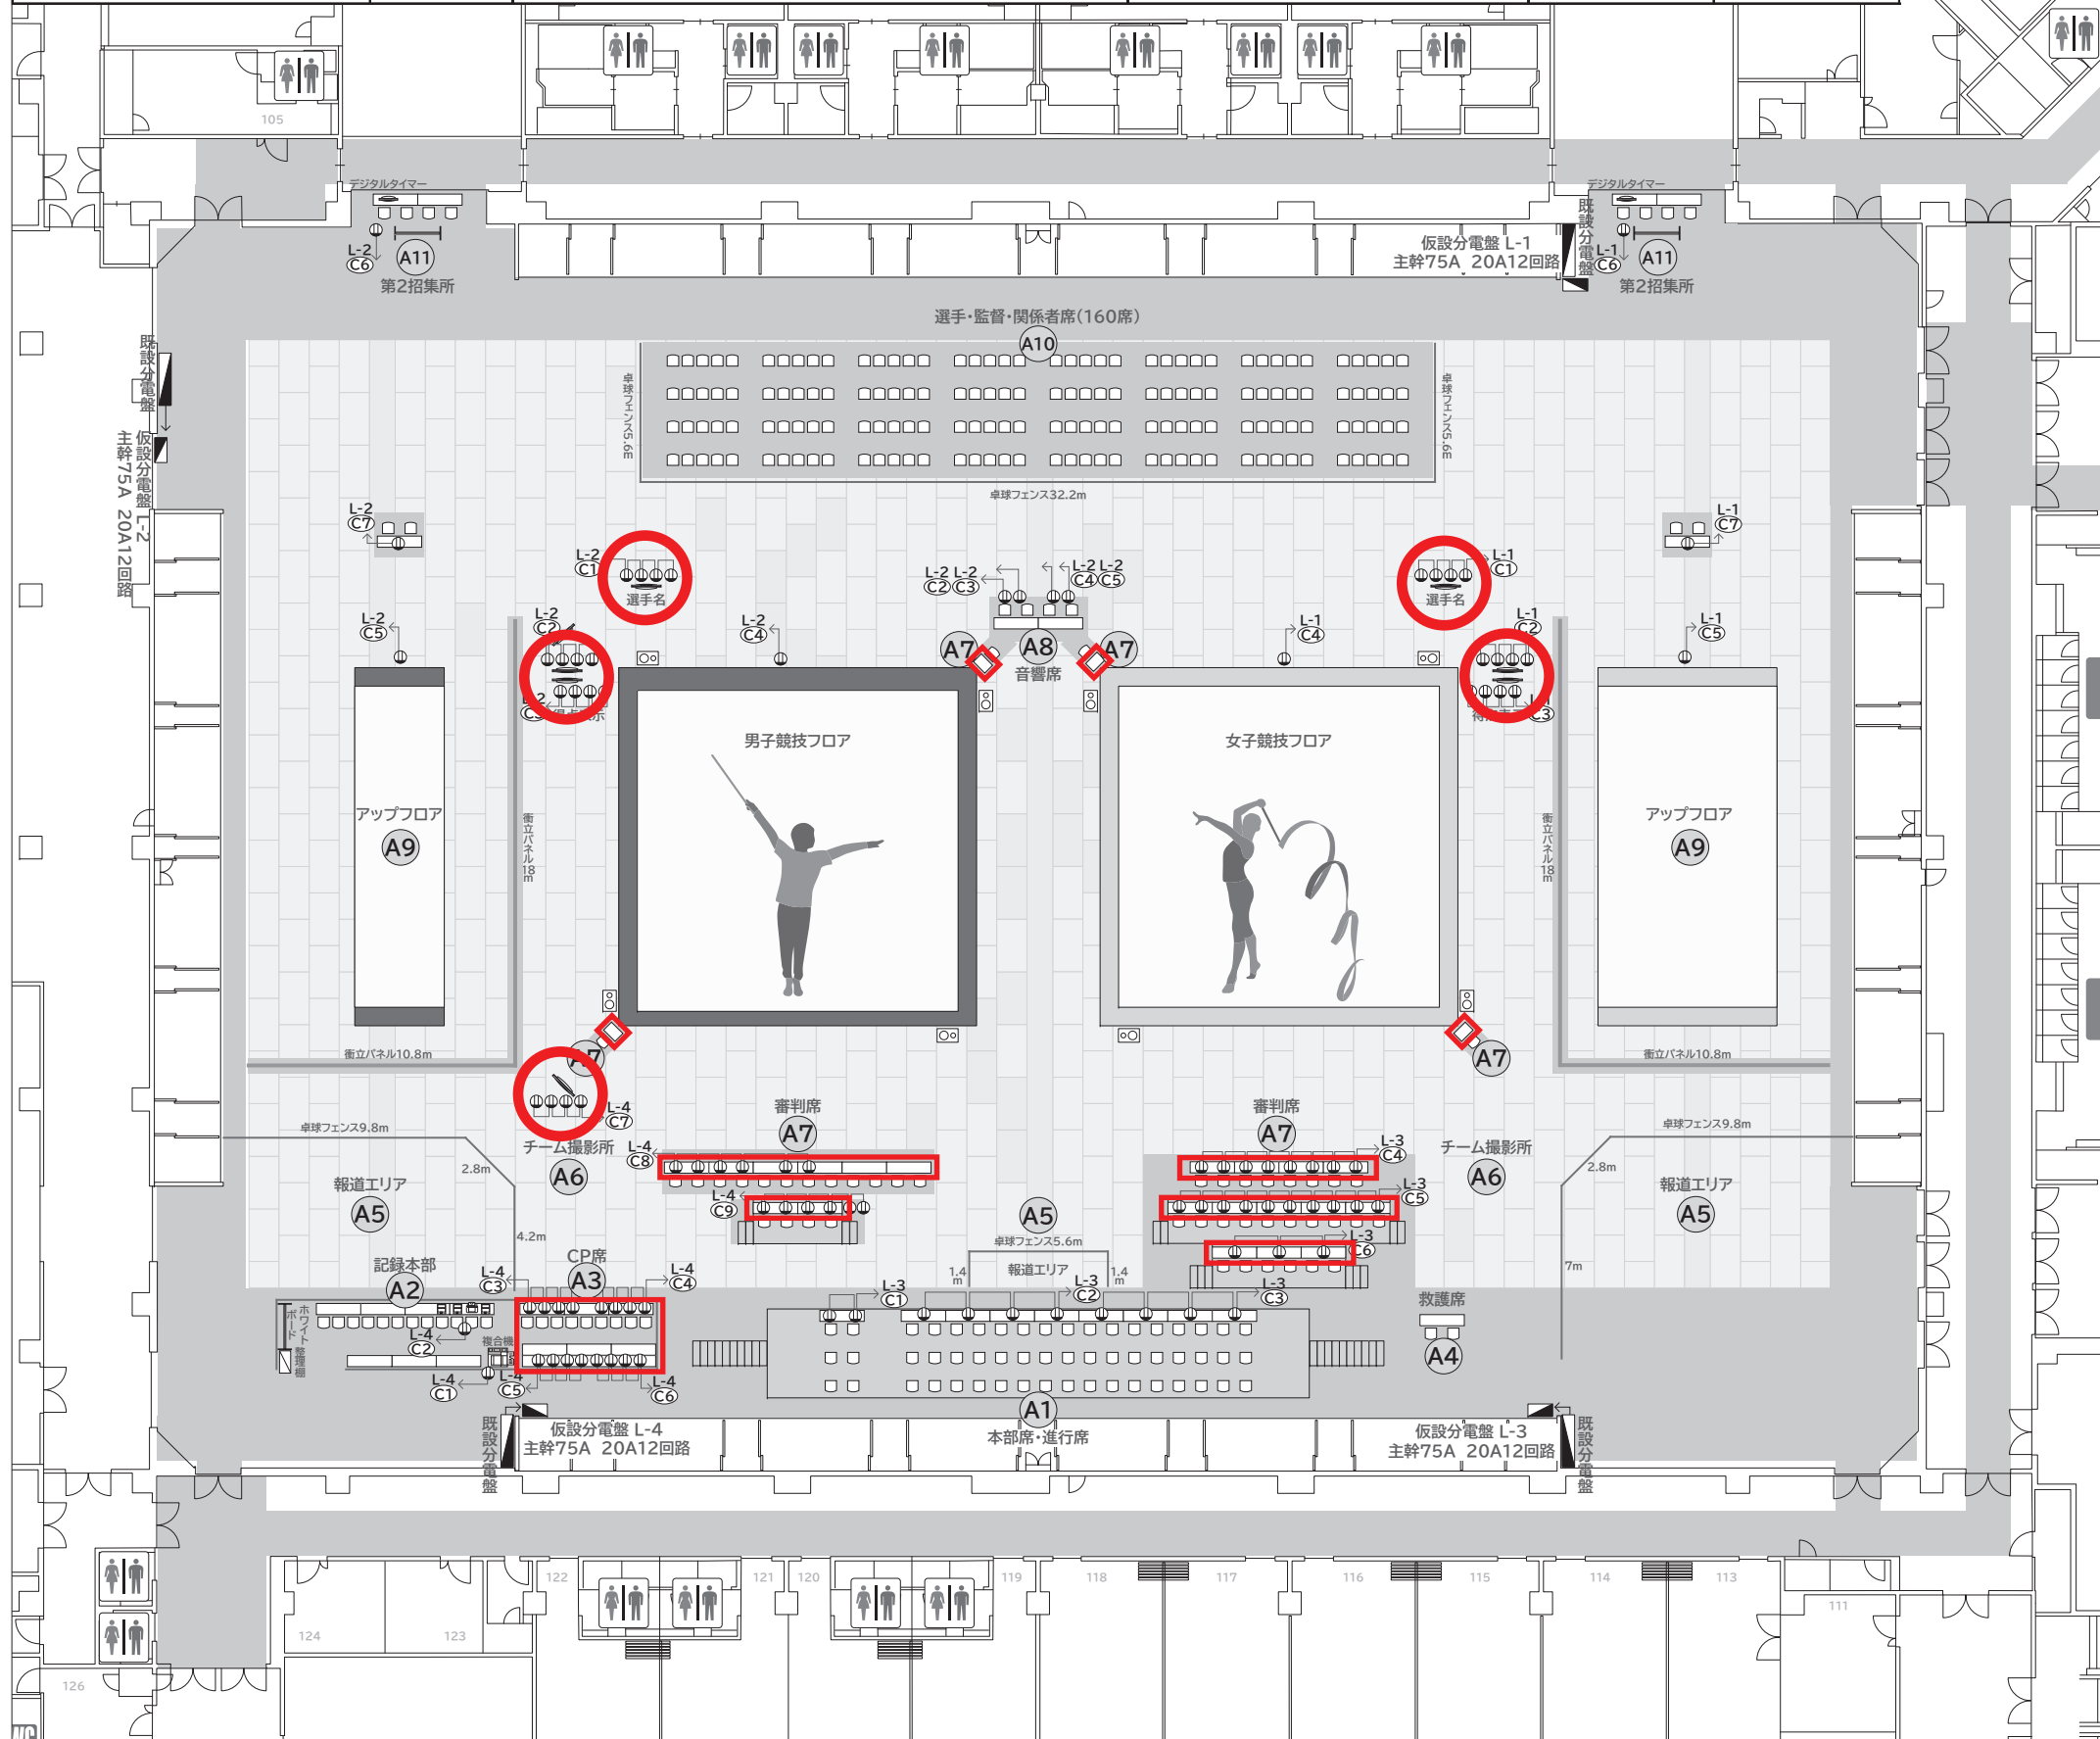 105
デジタルタイマー
デジタルタイマー
L-2
C6
A11
第2招集所
仮設分電盤 L-1
主幹75A 20A12回路
既設分電盤
L-1
C6
A11
第2招集所
選手・監督・関係者席(160席)
A10
既設分電盤
仮設分電盤 L-2
主幹75A 20A12回路
卓球フェンス5.6m
卓球フェンス5.6m
卓球フェンス32.2m
L-2
C7
L-1
C7
L-2
C1
選手名
L-2
C2
L-2
C3
L-2
C4
L-2
C5
L-1
C1
選手名
L-2
C5
L-2
C2
L-2
C4
A7
A8
音響席
A7
L-1
C4
L-1
C2
L-1
C5
L-2
C3
得点表示
得点表示
L-1
C3
男子競技フロア
女子競技フロア
アップフロア
A9
衝立パネル18m
衝立パネル18m
アップフロア
A9
衝立パネル10.8m
衝立パネル10.8m
A7
A7
L-4
C7
審判席
A7
審判席
A7
卓球フェンス9.8m
卓球フェンス9.8m
チーム撮影所
A6
L-4
C8
L-3
C4
チーム撮影所
A6
2.8m
2.8m
報道エリア
A5
L-4
C9
L-3
C5
報道エリア
A5
A5
卓球フェンス5.6m
4.2m
L-3
C6
7m
報道エリア
1.4m
1.4m
記録本部
A2
CP席
A3
L-4
C3
L-4
C4
L-3
C1
L-3
C2
L-3
C3
救護席
A4
ホワイトボード
整理棚
複合機
L-4
C2
L-4
C1
L-4
C5
L-4
C6
A1
本部席・進行席
既設分電盤
仮設分電盤 L-4
主幹75A 20A12回路
仮設分電盤 L-3
主幹75A 20A12回路
既設分電盤
122
121
120
119
118
117
116
115
114
113
111
124
123
126